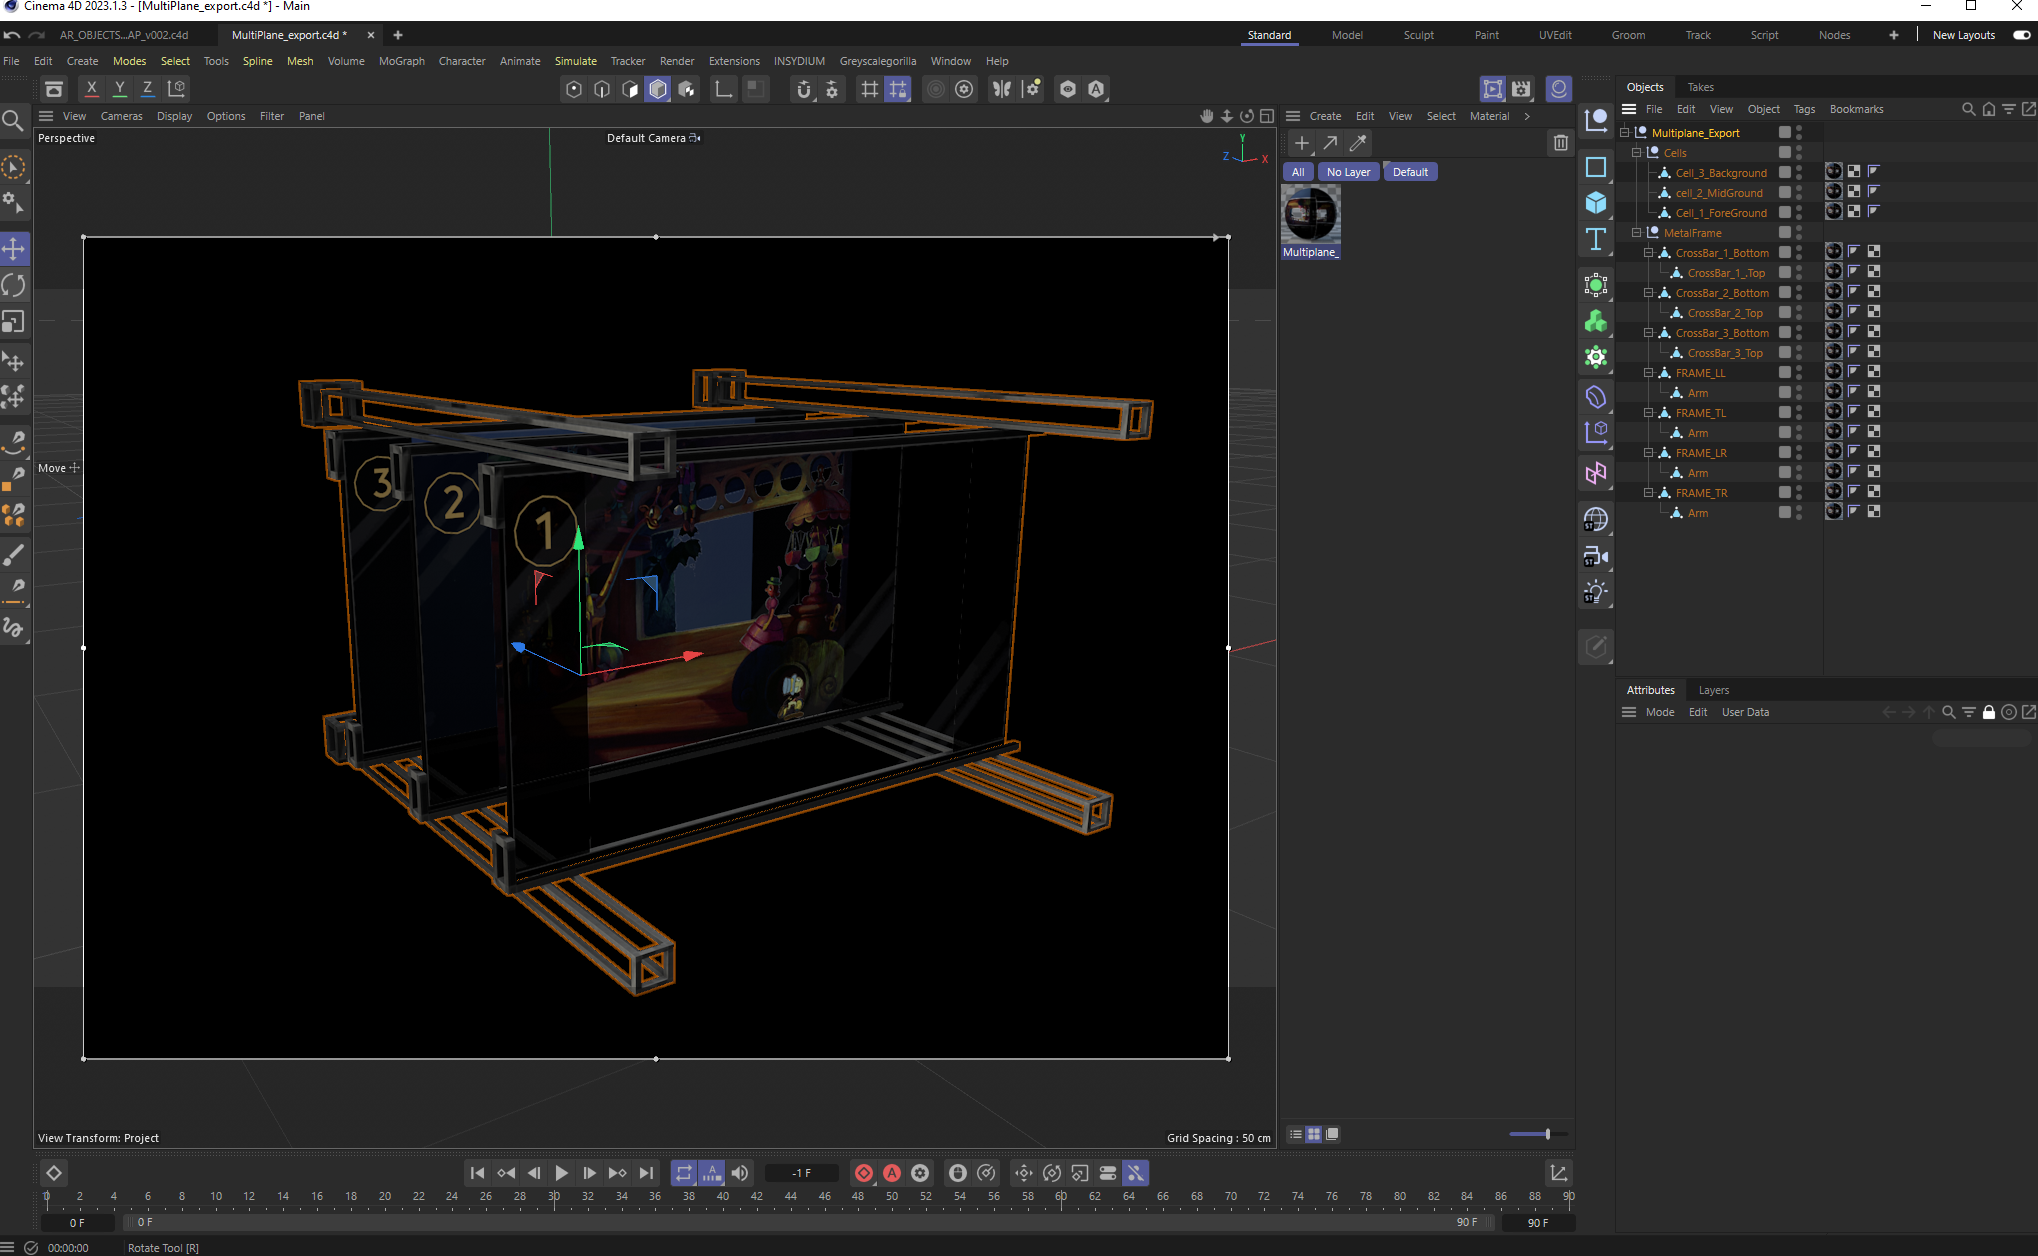 Cinema 4D 2023.1.3 - [MultiPlane_export.c4d *] - Main
AR_OBJECTS...AP_v002.c4d
MultiPlane_export.c4d *
Standard Model Sculpt Paint UVEdit Groom Track Script Nodes New Layouts
File Edit Create Modes Select Tools Spline Mesh Volume MoGraph Character Animate Simulate Tracker Render Extensions INSYDIUM Greyscalegorilla Window Help
X Y Z
View Cameras Display Options Filter Panel
Perspective
Default Camera
Y
Z X
Move
3
2
1
View Transform: Project
Grid Spacing : 50 cm
Create Edit View Select Material
All No Layer Default
Multiplane_
Objects Takes
File Edit View Object Tags Bookmarks
Multiplane_Export
Cells
Cell_3_Background
cell_2_MidGround
Cell_1_ForeGround
MetalFrame
CrossBar_1_Bottom
CrossBar_1_.Top
CrossBar_2_Bottom
CrossBar_2_Top
CrossBar_3_Bottom
CrossBar_3_Top
FRAME_LL
Arm
FRAME_TL
Arm
FRAME_LR
Arm
FRAME_TR
Arm
ST
ST
ST
Attributes Layers
Mode Edit User Data
-1 F
0 2 4 6 8 10 12 14 16 18 20 22 24 26 28 30 32 34 36 38 40 42 44 46 48 50 52 54 56 58 60 62 64 66 68 70 72 74 76 78 80 82 84 86 88 90
0 F
0 F
90 F
90 F
00:00:00
Rotate Tool [R]